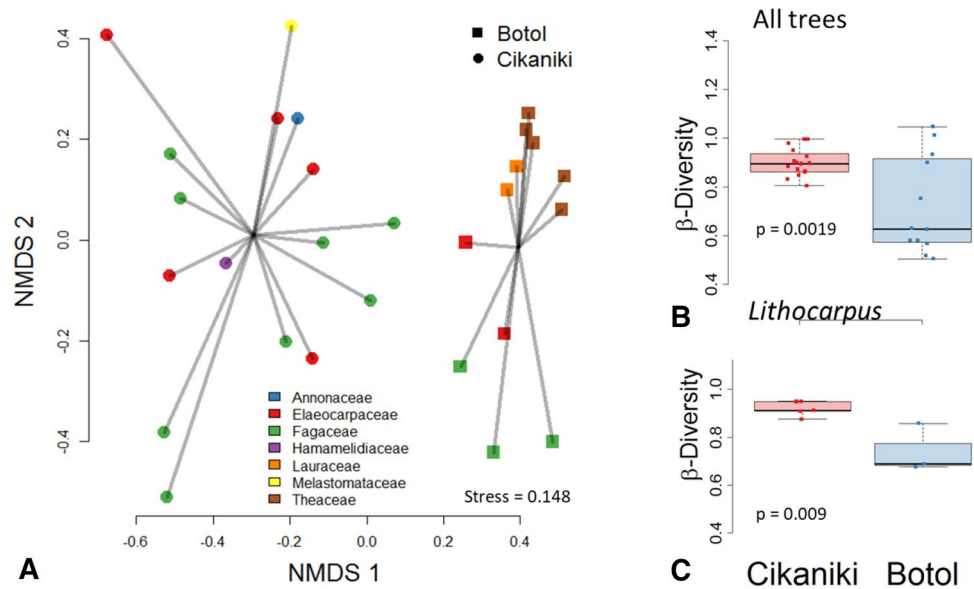 Botol
Cikaniki
0.4
0.2
0.0
-0.2
-0.4
NMDS 2
Annonaceae
Elaeocarpaceae
Fagaceae
Hamamelidiaceae
Lauraceae
Melastomataceae
Theaceae
Stress = 0.148
-0.6
-0.4
-0.2
0.0
0.2
0.4
NMDS 1
A
All trees
1.4
1.2
1.0
0.8
0.6
0.4
β-Diversity
p = 0.0019
B
Lithocarpus
1.0
0.8
0.6
0.4
β-Diversity
p = 0.009
C
Cikaniki
Botol